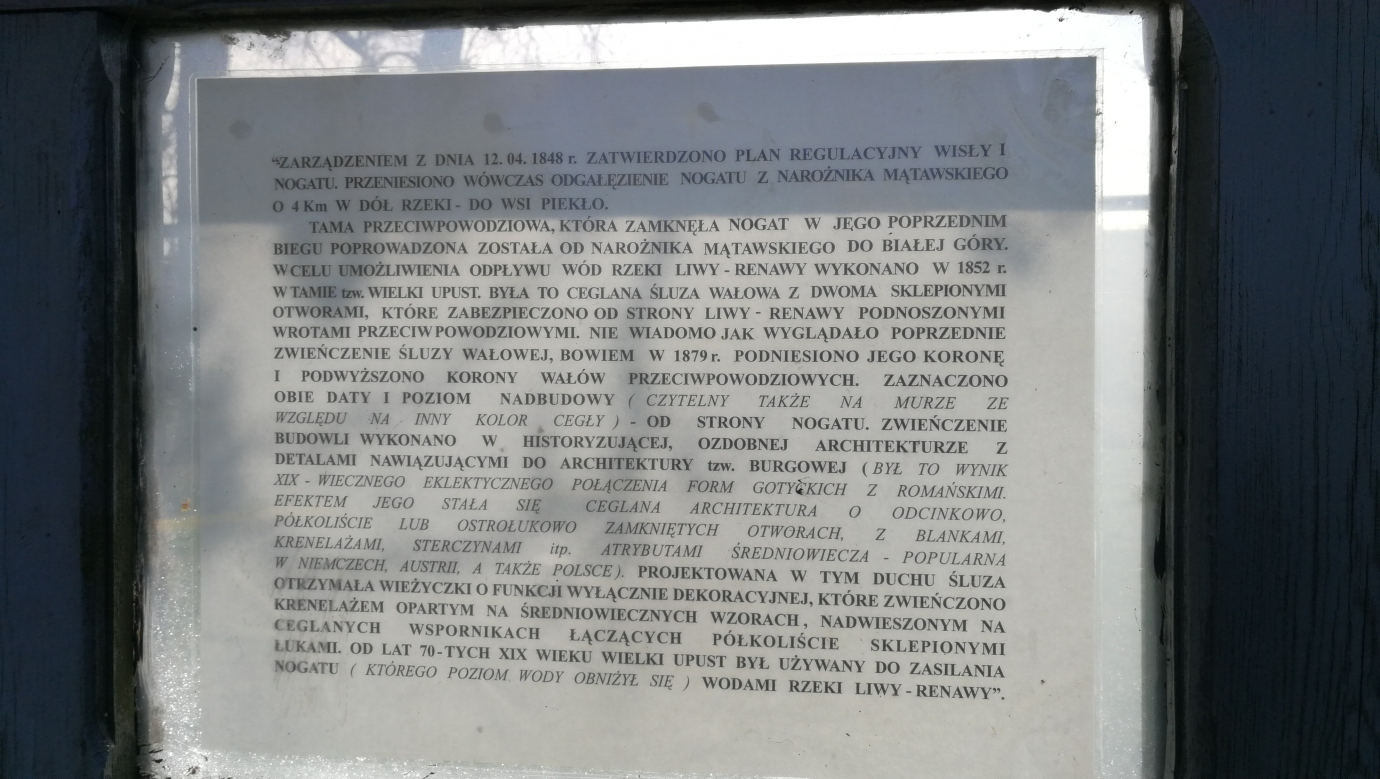 “ZARZĄDZENIEM Z DNIA 12. 04. 1848 r. ZATWIERDZONO PLAN REGULACYJNY WISŁY I
NOGATU. PRZENIESIONO WÓWCZAS ODGAŁĘZIENIE NOGATU Z NAROŻNIKA MĄTAWSKIEGO
O 4 Km W DÓŁ RZEKI - DO WSI PIEKŁO.
TAMA PRZECIWPOWODZIOWA, KTÓRA ZAMKNĘŁA NOGAT W JĘGO POPRZEDNIM
BIEGU POPROWADZONA ZOSTAŁA OD NAROŻNIKA MĄTAWSKIEGO DO BIAŁEJ GÓRY.
W CELU UMOŻLIWIENIA ODPŁYWU WÓD RZEKI LIWY - RENAWY WYKONANO W 1852 r.
W TAMIE tzw. WIELKI UPUST. BYŁA TO CEGLANA ŚLUZA WAŁOWA Z DWOMA SKLEPIONYMI
OTWORAMI, KTÓRE ZABEZPIECZONO OD STRONY LIWY - RENAWY PODNOSZONYMI
WROTAMI PRZECIWPOWODZIOWYMI. NIE WIADOMO JAK WYGLĄDAŁO POPRZEDNIE
ZWIEŃCZENIE ŚLUZY WAŁOWEJ, BOWIEM W 1879 r. PODNIESIONO JEGO KORONĘ
I PODWYŻSZONO KORONY WAŁÓW PRZECIWPOWODZIOWYCH. ZAZNACZONO
OBIE DATY I POZIOM NADBUDOWY ( CZYTELNY TAKŻE NA MURZE ZE
WZGLĘDU NA INNY KOLOR CEGŁY ) - OD STRONY NOGATU. ZWIEŃCZENIE
BUDOWLI WYKONANO W HISTORYZUJĄCEJ, OZDOBNEJ ARCHITEKTURZE Z
DETALAMI NAWIĄZUJĄCYMI DO ARCHITEKTURY tzw. BURGOWEJ ( BYŁ TO WYNIK
XIX - WIECZNEGO EKLEKTYCZNEGO POŁĄCZENIA FORM GOTYCKICH Z ROMAŃSKIMI.
EFEKTEM JEGO STAŁA SIĘ CEGLANA ARCHITEKTURA O ODCINKOWO,
PÓŁKOLIŚCIE LUB OSTROŁUKOWO ZAMKNIĘTYCH OTWORACH, Z BLANKAMI,
KRENELAŻAMI, STERCZYNAMI itp. ATRYBUTAMI ŚREDNIOWIECZA - POPULARNA
W NIEMCZECH, AUSTRII, A TAKŻE POLSCE ). PROJEKTOWANA W TYM DUCHU ŚLUZA
OTRZYMAŁA WIEŻYCZKI O FUNKCJI WYŁĄCZNIE DEKORACYJNEJ, KTÓRE ZWIEŃCZONO
KRENELAŻEM OPARTYM NA ŚREDNIOWIECZNYCH WZORACH, NADWIESZONYM NA
CEGLANYCH WSPORNIKACH ŁĄCZĄCYCH PÓŁKOLIŚCIE SKLEPIONYMI
ŁUKAMI. OD LAT 70-TYCH XIX WIEKU WIELKI UPUST BYŁ UŻYWANY DO ZASILANIA
NOGATU ( KTÓREGO POZIOM WODY OBNIŻYŁ SIĘ ) WODAMI RZEKI LIWY - RENAWY”.